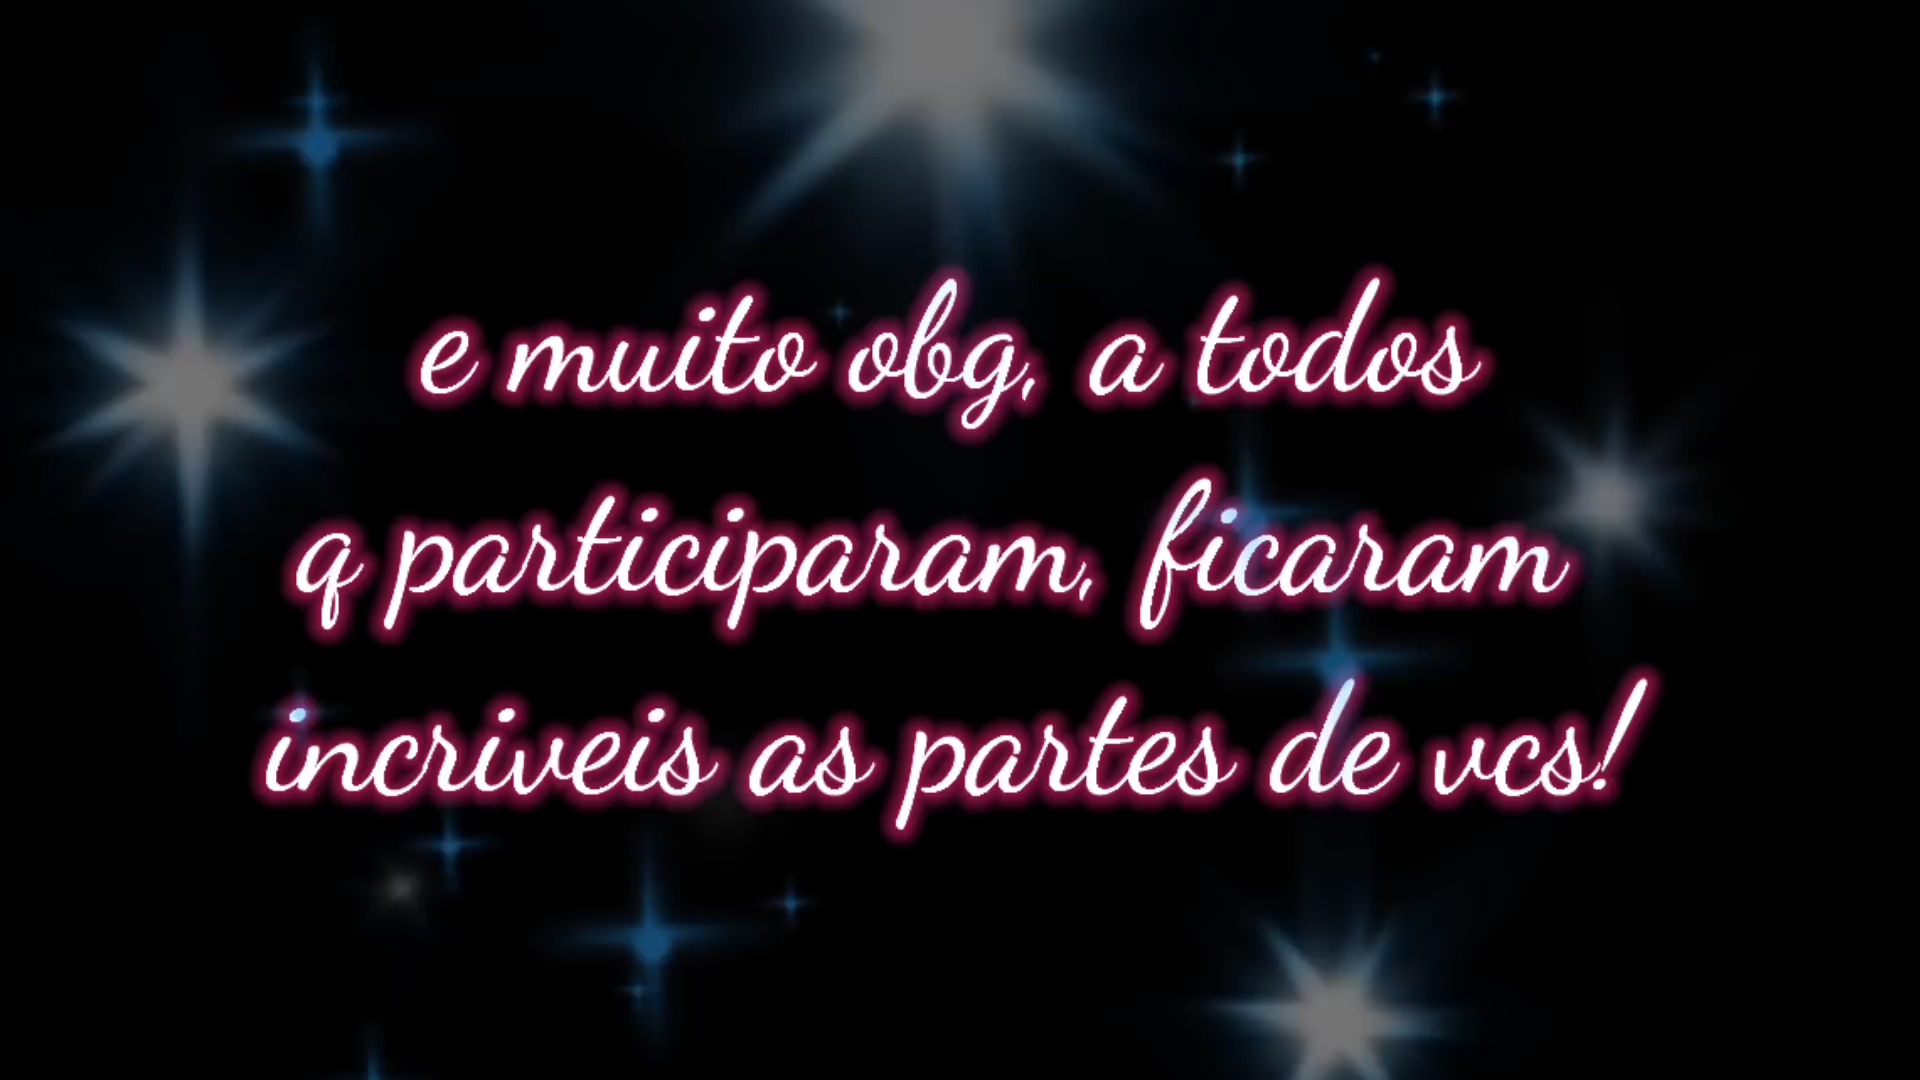 e muito obg, a todos
q participaram, ficaram
incriveis as partes de vcs!